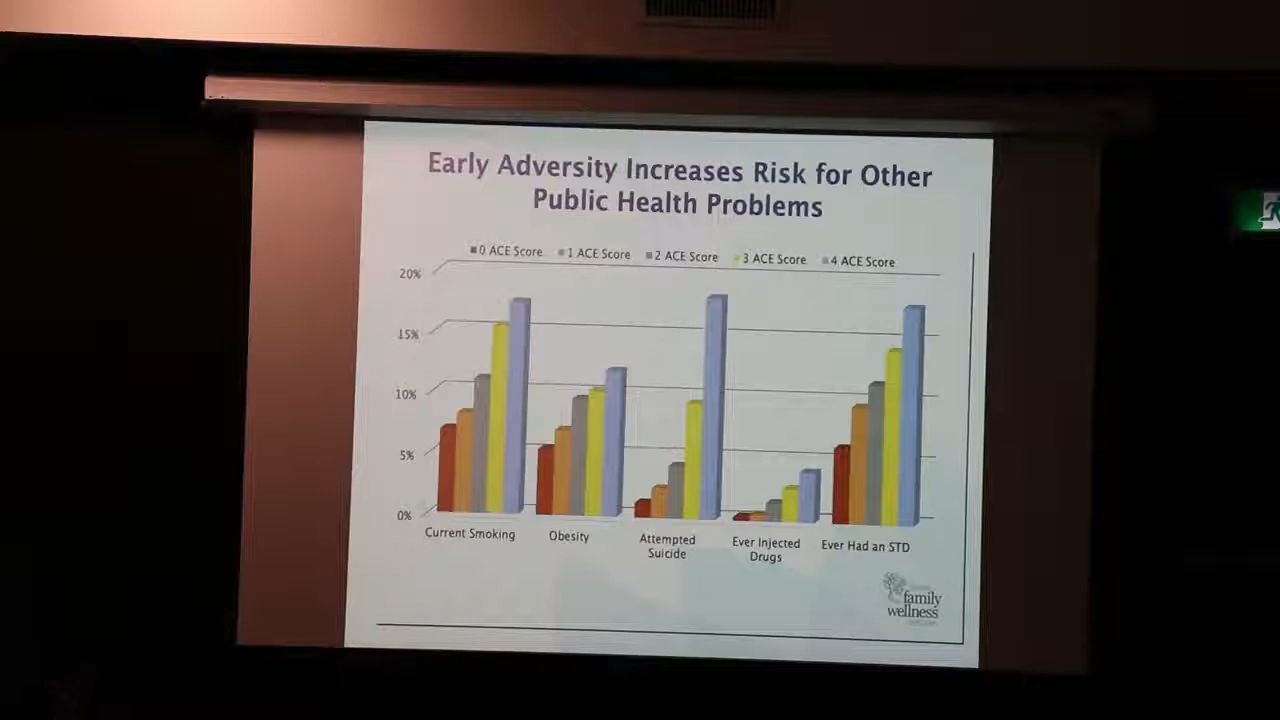 Early Adversity Increases Risk for Other
Public Health Problems
0 ACE Score 1 ACE Score 2 ACE Score 3 ACE Score 4 ACE Score
20%
15%
10%
5%
0%
Current Smoking Obesity Attempted Suicide Ever Injected Drugs Ever Had an STD
family
wellness